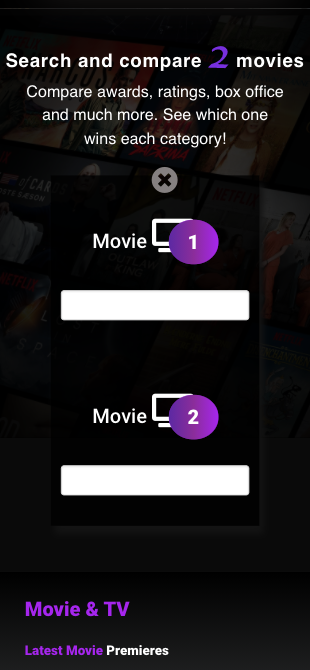 Search and compare 2 movies
Compare awards, ratings, box office
and much more. See which one
wins each category!
Movie 1
Movie 2
Movie & TV
Latest Movie Premieres